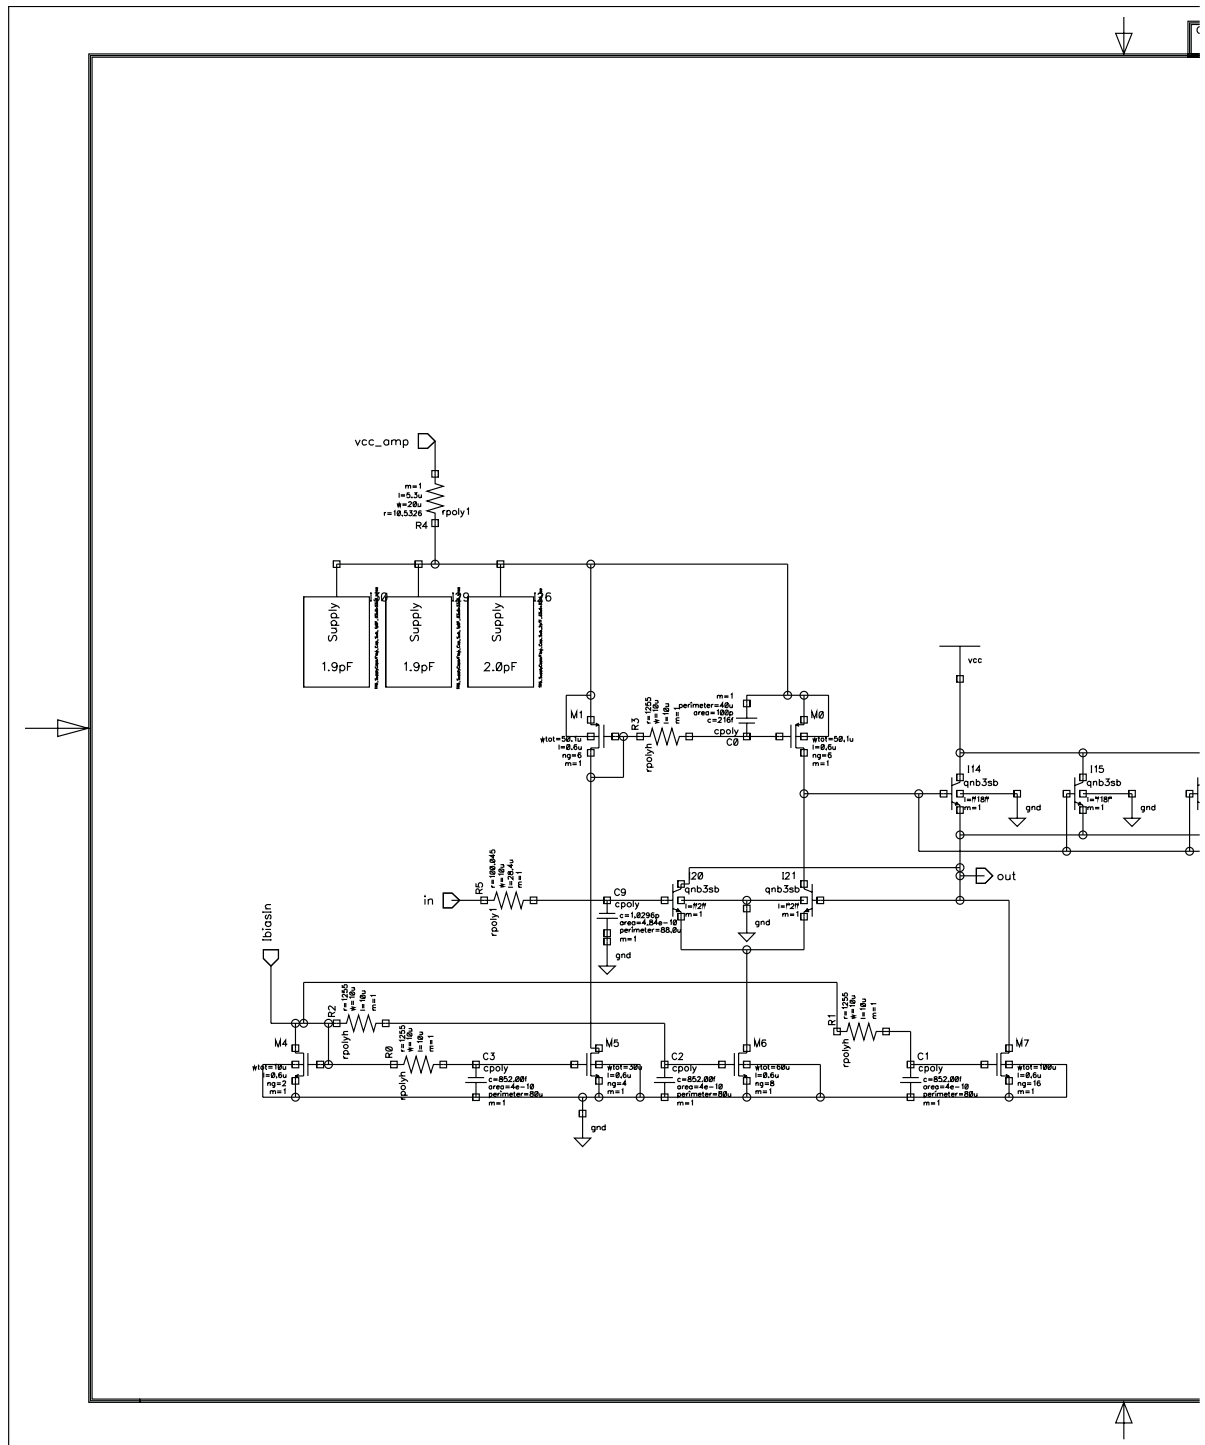 vcc_amp
m=1
l=5.3u
w=20u
r=10.5326
rpoly1
R4
Supply
1.9pF
Supply
1.9pF
Supply
2.0pF
vcc
M1
wtot=50.1u
l=0.6u
ng=6
m=1
R3
r=1255
w=10u
l=10u
m=1
rpolyh
m=1
perimeter=40u
area=100p
c=216f
cpoly
C0
M0
wtot=50.1u
l=0.6u
ng=6
m=1
I14
qnb3sb
m=1
gnd
I15
qnb3sb
m=1
gnd
out
in
R5
r=100.045
w=10u
l=28.4u
m=1
rpoly1
C9
cpoly
c=1.0296p
area=4.84e-10
perimeter=88.0u
m=1
gnd
I20
qnb3sb
m=1
gnd
I21
qnb3sb
m=1
IbiasIn
R2
r=1255
w=10u
l=10u
m=1
rpolyh
R0
r=1255
w=10u
l=10u
m=1
rpolyh
R1
r=1255
w=10u
l=10u
m=1
rpolyh
M4
wtot=10u
l=0.6u
ng=2
m=1
C3
cpoly
c=852.00f
area=4e-10
perimeter=80u
m=1
M5
wtot=30u
l=0.6u
ng=4
m=1
C2
cpoly
c=852.00f
area=4e-10
perimeter=80u
m=1
M6
wtot=60u
l=0.6u
ng=8
m=1
C1
cpoly
c=852.00f
area=4e-10
perimeter=80u
m=1
M7
wtot=100u
l=0.6u
ng=16
m=1
gnd